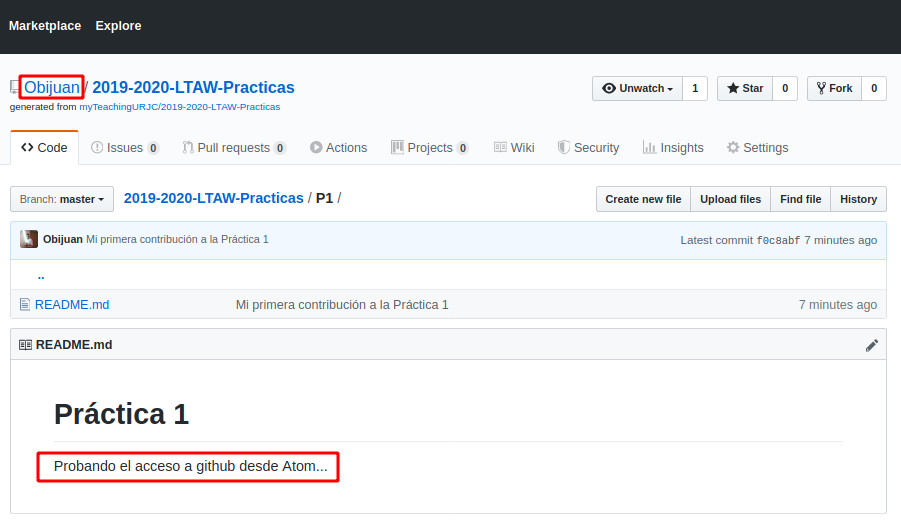 Marketplace Explore
Obijuan / 2019-2020-LTAW-Practicas
Unwatch 1 Star 0 Fork 0
generated from myTeachingURJC/2019-2020-LTAW-Practicas
Code Issues 0 Pull requests 0 Actions Projects 0 Wiki Security Insights Settings
Branch: master 2019-2020-LTAW-Practicas / P1 / Create new file Upload files Find file History
Obijuan Mi primera contribución a la Práctica 1 Latest commit f0c8abf 7 minutes ago
..
README.md Mi primera contribución a la Práctica 1 7 minutes ago
README.md
Práctica 1
Probando el acceso a github desde Atom...